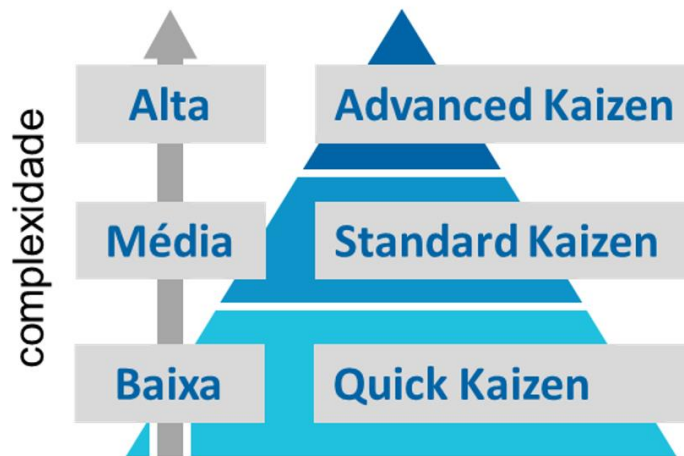 complexidade
Alta
Advanced Kaizen
Média
Standard Kaizen
Baixa
Quick Kaizen